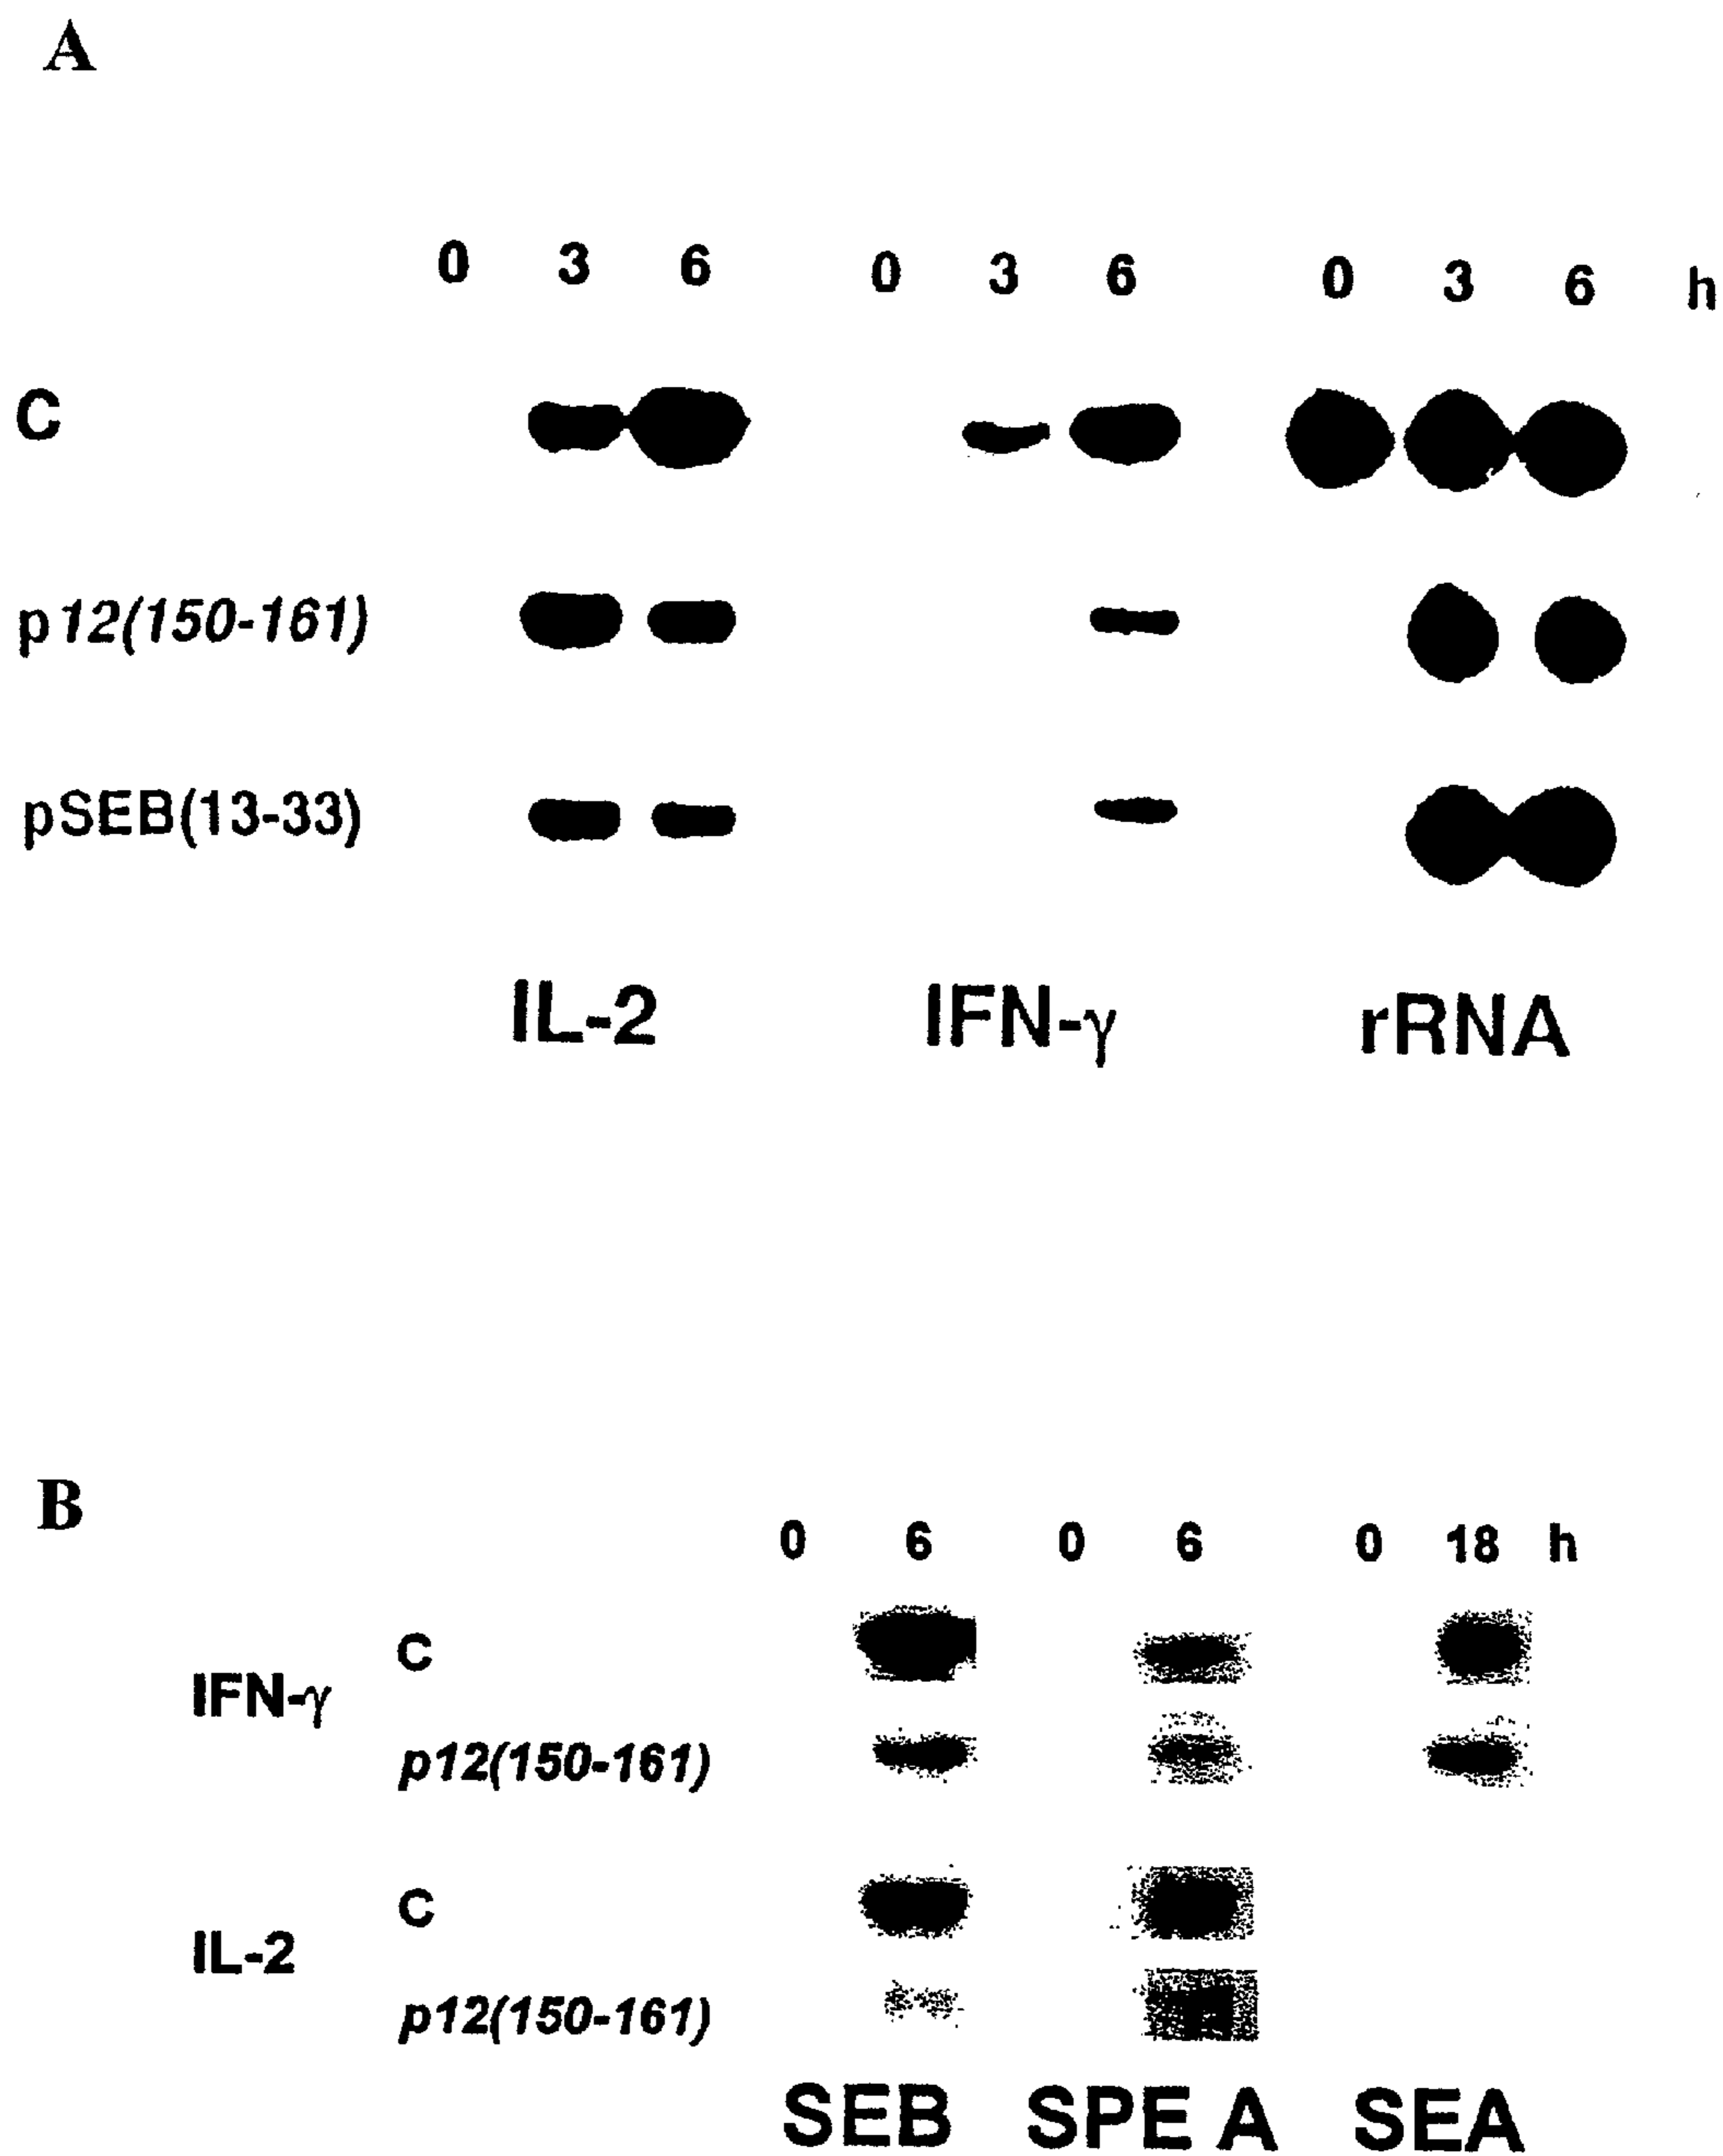 A
0 3 6 0 3 6 0 3 6 h
C
p12(150-161)
pSEB(13-33)
IL-2 IFN-γ rRNA
B
0 6 0 6 0 18 h
C
IFN-γ
p12(150-161)
C
IL-2
p12(150-161)
SEB SPE A SEA